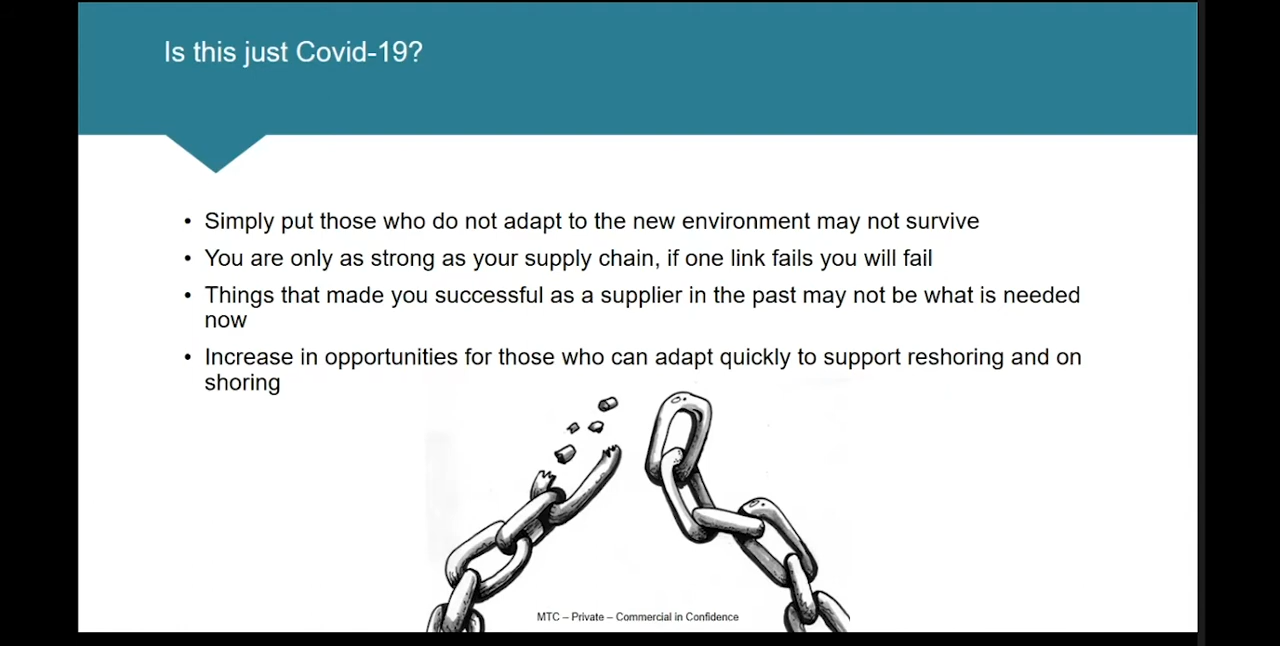 Is this just Covid-19?
• Simply put those who do not adapt to the new environment may not survive
• You are only as strong as your supply chain, if one link fails you will fail
• Things that made you successful as a supplier in the past may not be what is needed
now
• Increase in opportunities for those who can adapt quickly to support reshoring and on
shoring
MTC – Private – Commercial in Confidence